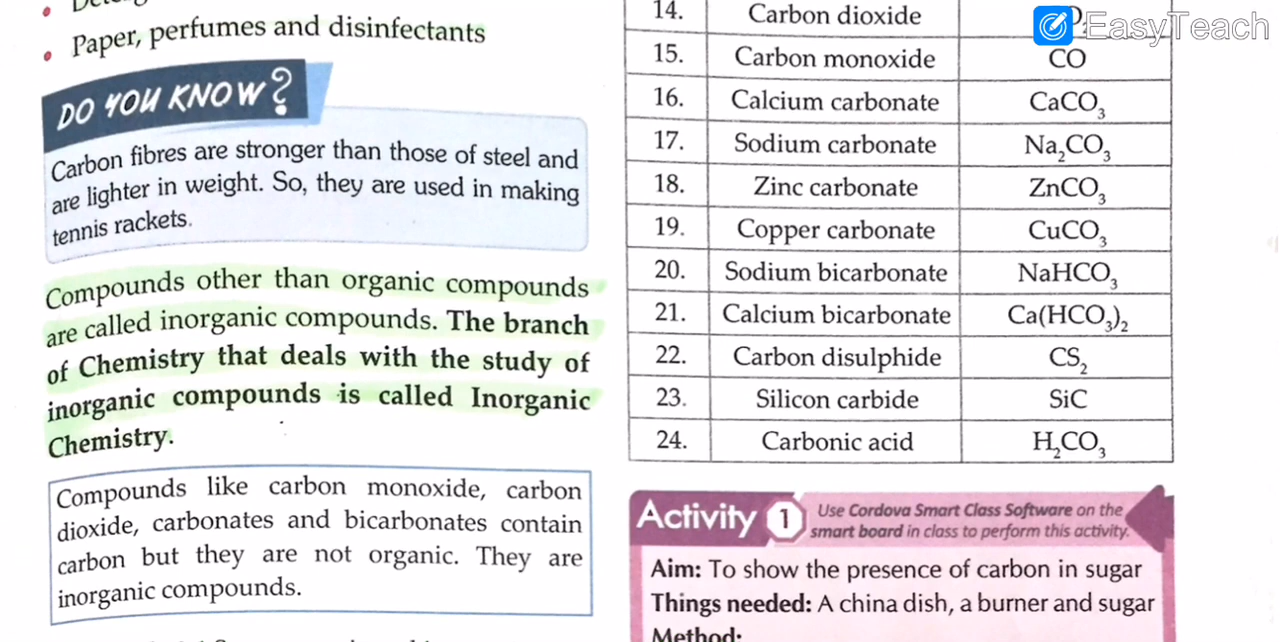 Paper, perfumes and disinfectants
DO YOU KNOW?
Carbon fibres are stronger than those of steel and
are lighter in weight. So, they are used in making
tennis rackets.
Compounds other than organic compounds
are called inorganic compounds. The branch
of Chemistry that deals with the study of
inorganic compounds is called Inorganic
Chemistry.
Compounds like carbon monoxide, carbon
dioxide, carbonates and bicarbonates contain
carbon but they are not organic. They are
inorganic compounds.
14. Carbon dioxide
EasyTeach
15. Carbon monoxide CO
16. Calcium carbonate CaCO₃
17. Sodium carbonate Na₂CO₃
18. Zinc carbonate ZnCO₃
19. Copper carbonate CuCO₃
20. Sodium bicarbonate NaHCO₃
21. Calcium bicarbonate Ca(HCO₃)₂
22. Carbon disulphide CS₂
23. Silicon carbide SiC
24. Carbonic acid H₂CO₃
Activity 1 Use Cordova Smart Class Software on the
smart board in class to perform this activity.
Aim: To show the presence of carbon in sugar
Things needed: A china dish, a burner and sugar
Method: